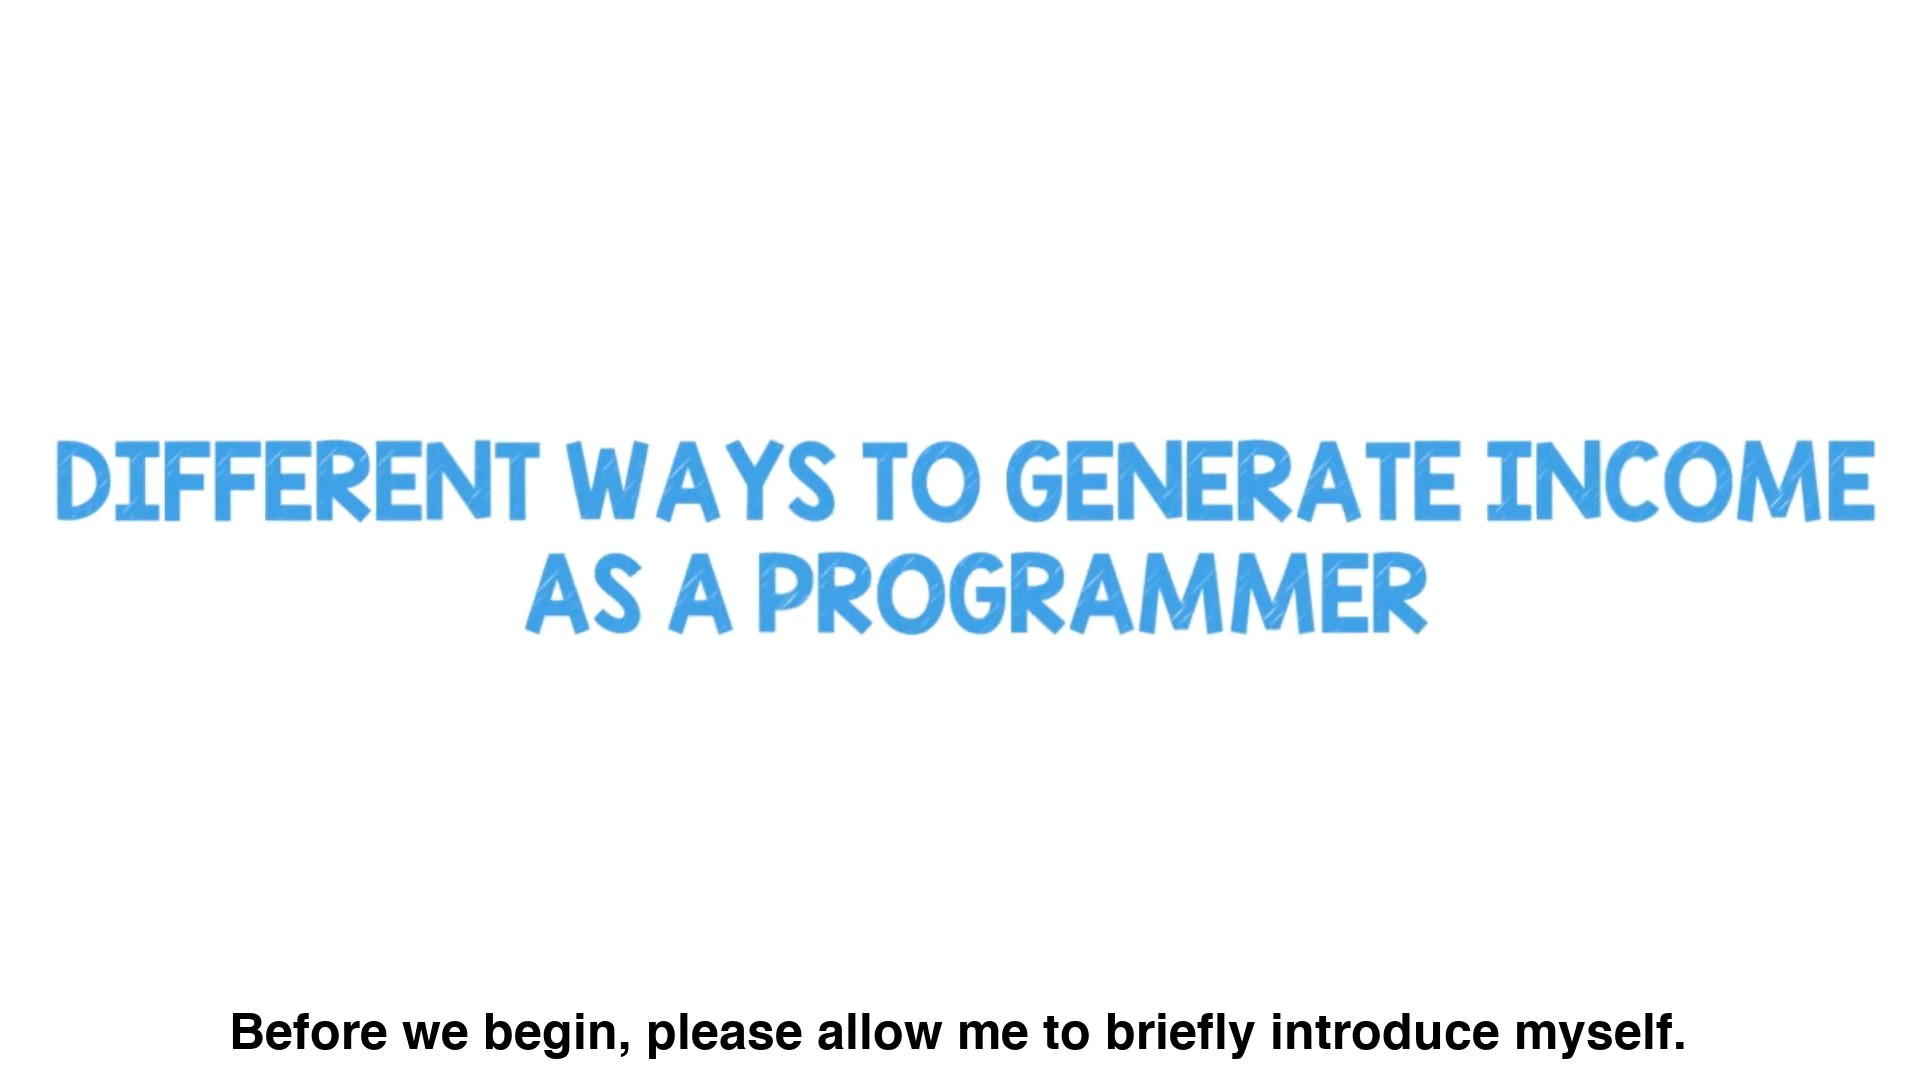 DIFFERENT WAYS TO GENERATE INCOME
AS A PROGRAMMER
Before we begin, please allow me to briefly introduce myself.